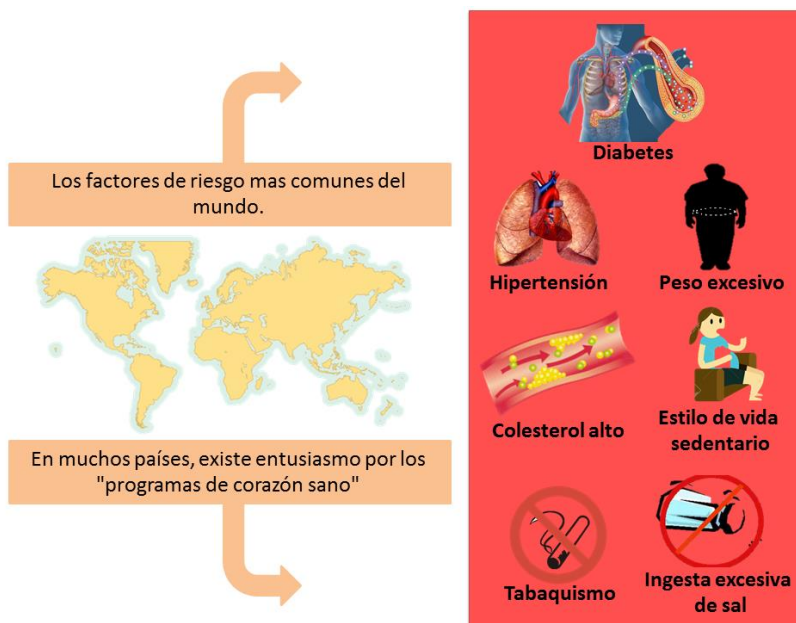 Los factores de riesgo mas comunes del
mundo.
En muchos países, existe entusiasmo por los
"programas de corazón sano"
Diabetes
Hipertensión
Peso excesivo
Colesterol alto
Estilo de vida
sedentario
Tabaquismo
Ingesta excesiva
de sal